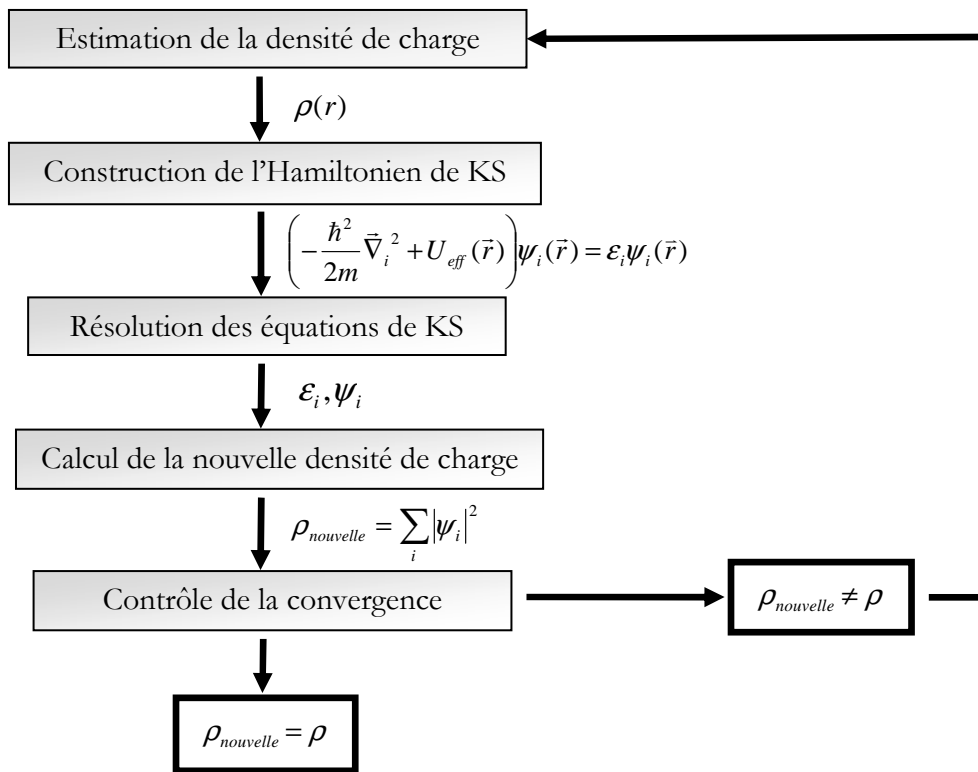 Estimation de la densité de charge
ρ(r)
Construction de l'Hamiltonien de KS
(-ħ²/2m ∇⃗ᵢ² + U_eff(r⃗))ψᵢ(r⃗) = εᵢψᵢ(r⃗)
Résolution des équations de KS
εᵢ,ψᵢ
Calcul de la nouvelle densité de charge
ρ_nouvelle = ∑ᵢ|ψᵢ|²
Contrôle de la convergence
ρ_nouvelle ≠ ρ
ρ_nouvelle = ρ